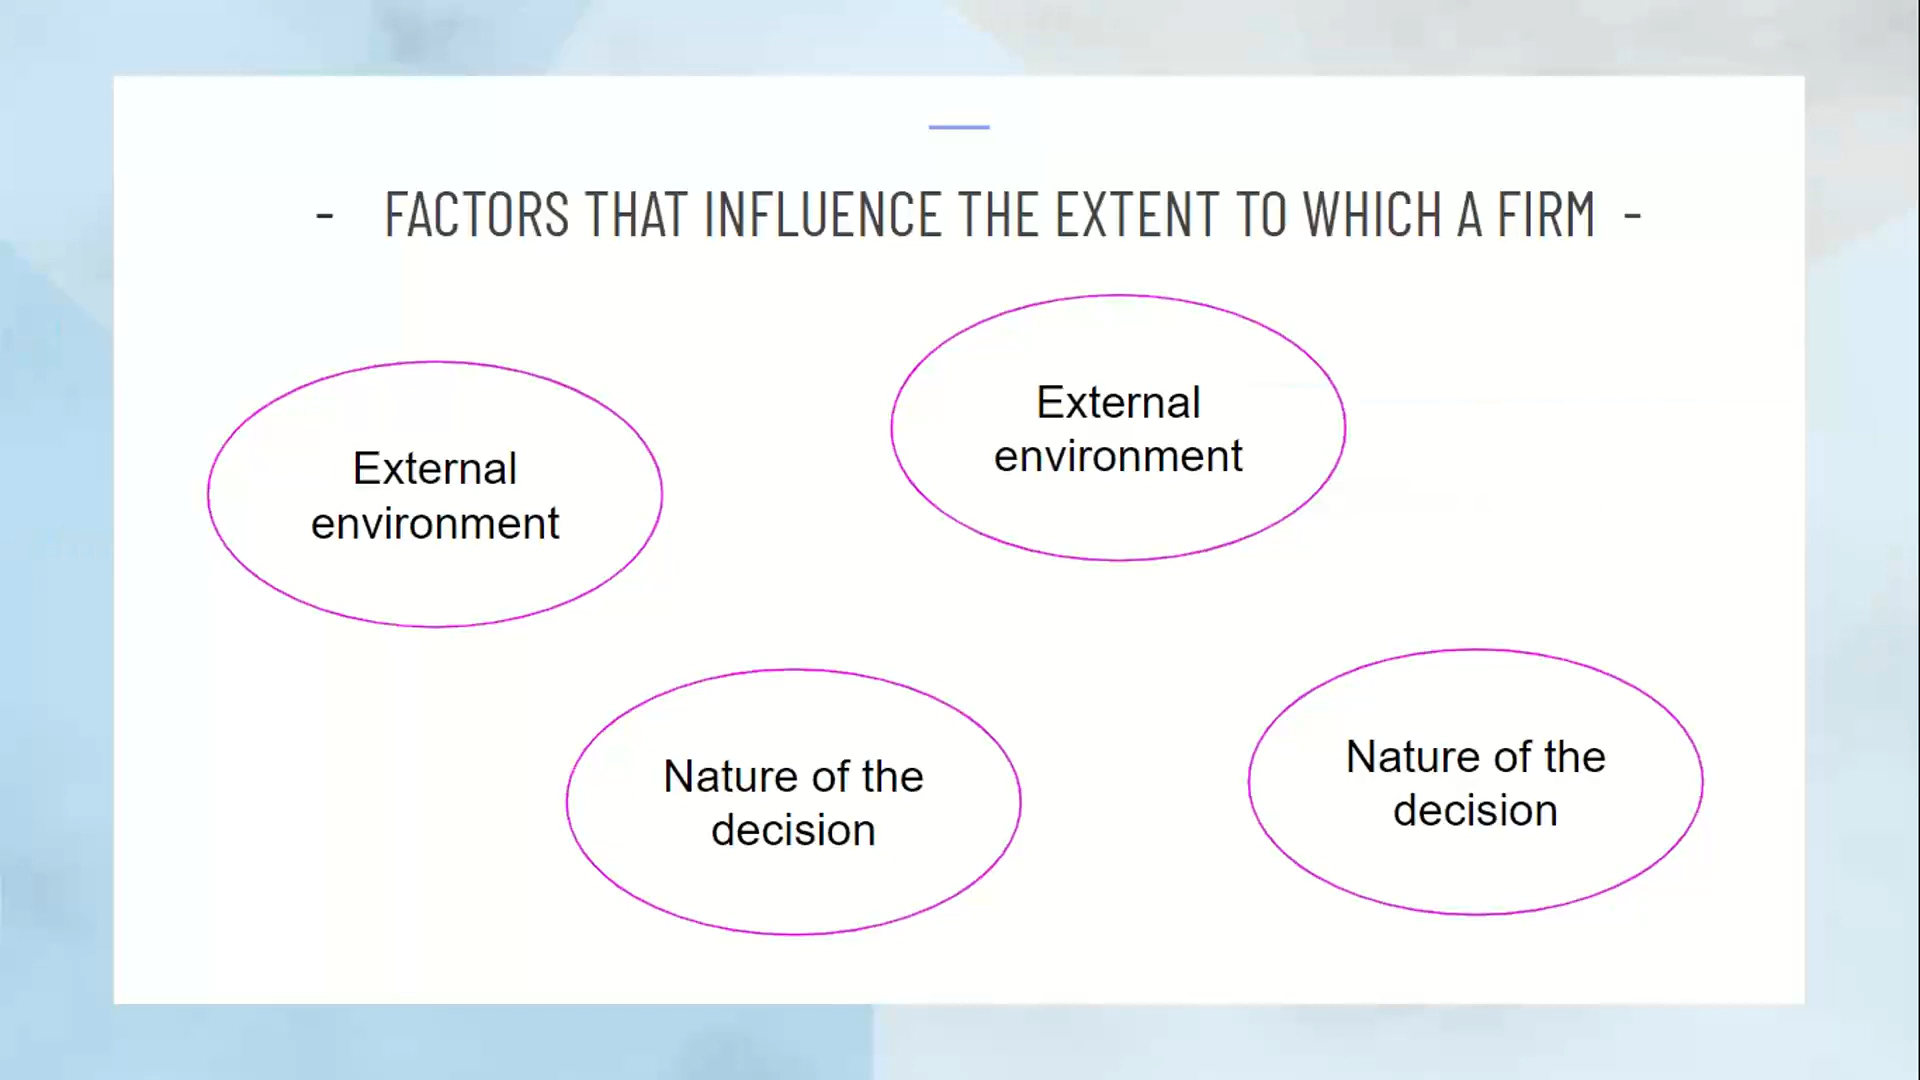 - FACTORS THAT INFLUENCE THE EXTENT TO WHICH A FIRM -
External
environment
External
environment
Nature of the
decision
Nature of the
decision